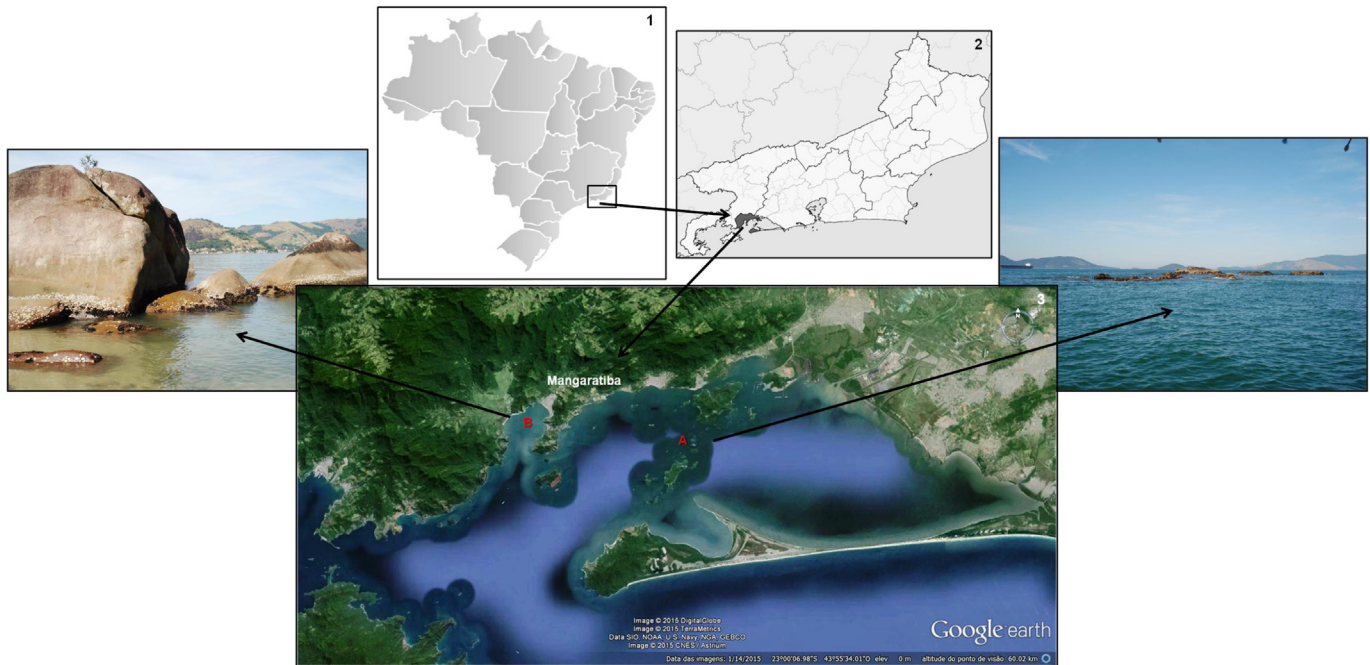 1
2
3
Mangaratiba
B
A
N
Image © 2015 DigitalGlobe
Image © 2015 TerraMetrics
Data SIO, NOAA, U.S. Navy, NGA, GEBCO
Image © 2015 CNES / Astrium
Google earth
Data das imagens: 1/14/2015 23°00'06.98"S 43°55'34.01"O elev 0 m altitude do ponto de visão 60.02 km